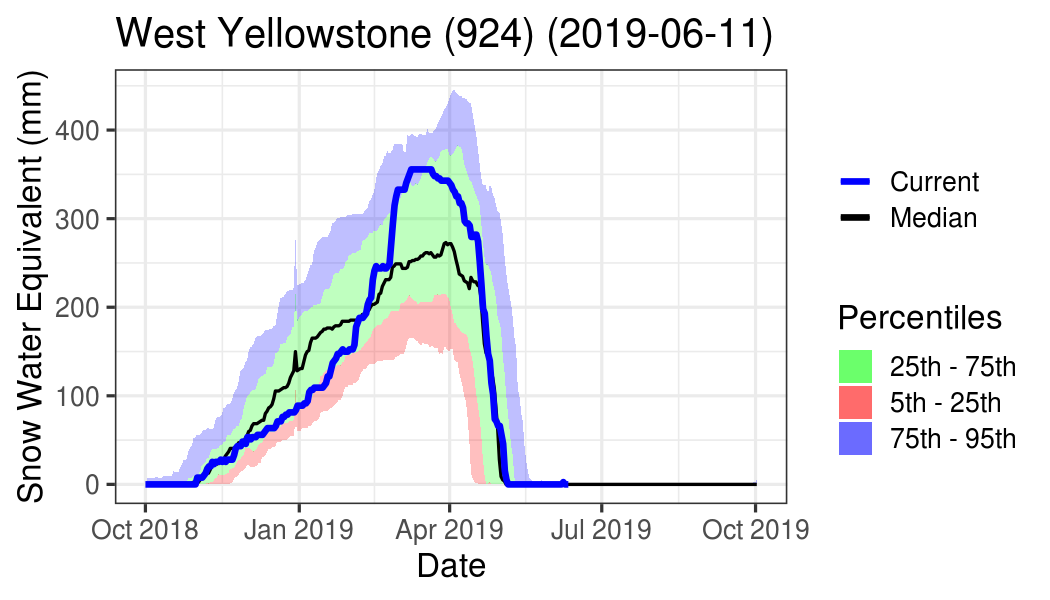 West Yellowstone (924) (2019-06-11)
Snow Water Equivalent (mm)
400
300
200
100
0
Oct 2018 Jan 2019 Apr 2019 Jul 2019 Oct 2019
Date
Current
Median
Percentiles
25th - 75th
5th - 25th
75th - 95th